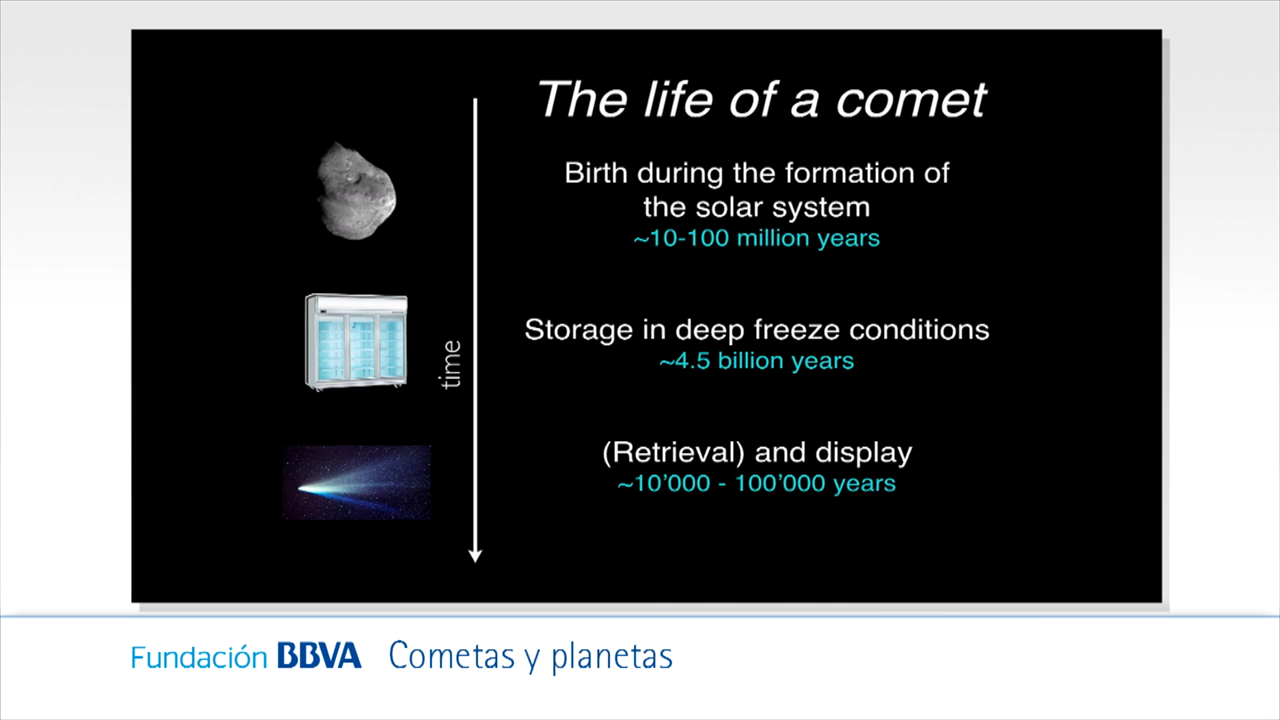 The life of a comet
Birth during the formation of
the solar system
~10-100 million years
Storage in deep freeze conditions
~4.5 billion years
(Retrieval) and display
~10’000 - 100’000 years
time
Fundación BBVA Cometas y planetas